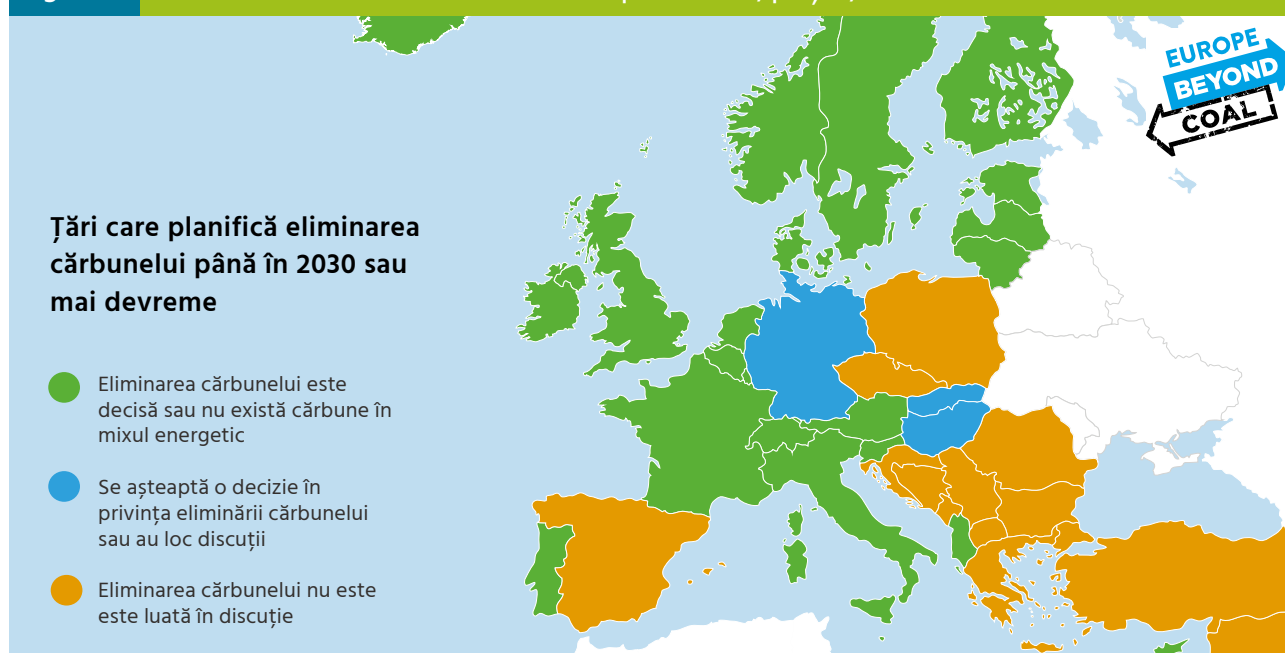 EUROPE
BEYOND
COAL
Țări care planifică eliminarea
cărbunelui până în 2030 sau
mai devreme
Eliminarea cărbunelui este
decisă sau nu există cărbune în
mixul energetic
Se așteaptă o decizie în
privința eliminării cărbunelui
sau au loc discuții
Eliminarea cărbunelui nu este
este luată în discuție